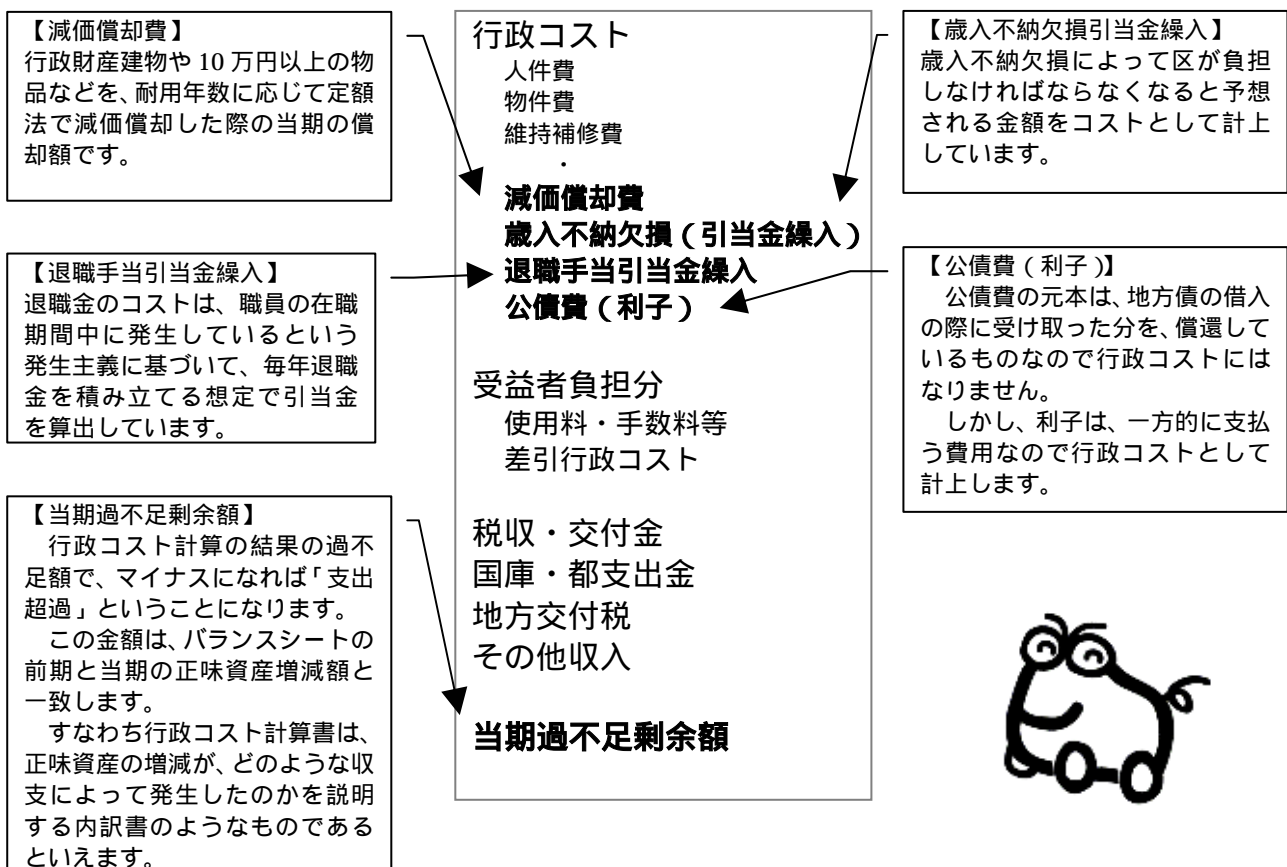 【減価償却費】
行政財産建物や 10 万円以上の物
品などを、耐用年数に応じて定額
法で減価償却した際の当期の償
却額です。
【退職手当引当金繰入】
退職金のコストは、職員の在職
期間中に発生しているという
発生主義に基づいて、毎年退職
金を積み立てる想定で引当金
を算出しています。
【当期過不足剰余額】
行政コスト計算の結果の過不
足額で、マイナスになれば「支出
超過」ということになります。
この金額は、バランスシートの
前期と当期の正味資産増減額と
一致します。
すなわち行政コスト計算書は、
正味資産の増減が、どのような収
支によって発生したのかを説明
する内訳書のようなものである
といえます。
行政コスト
人件費
物件費
維持補修費
・
減価償却費
歳入不納欠損(引当金繰入)
退職手当引当金繰入
公債費(利子)
受益者負担分
使用料・手数料等
差引行政コスト
税収・交付金
国庫・都支出金
地方交付税
その他収入
当期過不足剰余額
【歳入不納欠損引当金繰入】
歳入不納欠損によって区が負担
しなければならなくなると予想
される金額をコストとして計上
しています。
【公債費(利子)】
公債費の元本は、地方債の借入
の際に受け取った分を、償還して
いるものなので行政コストには
なりません。
しかし、利子は、一方的に支払
う費用なので行政コストとして
計上します。